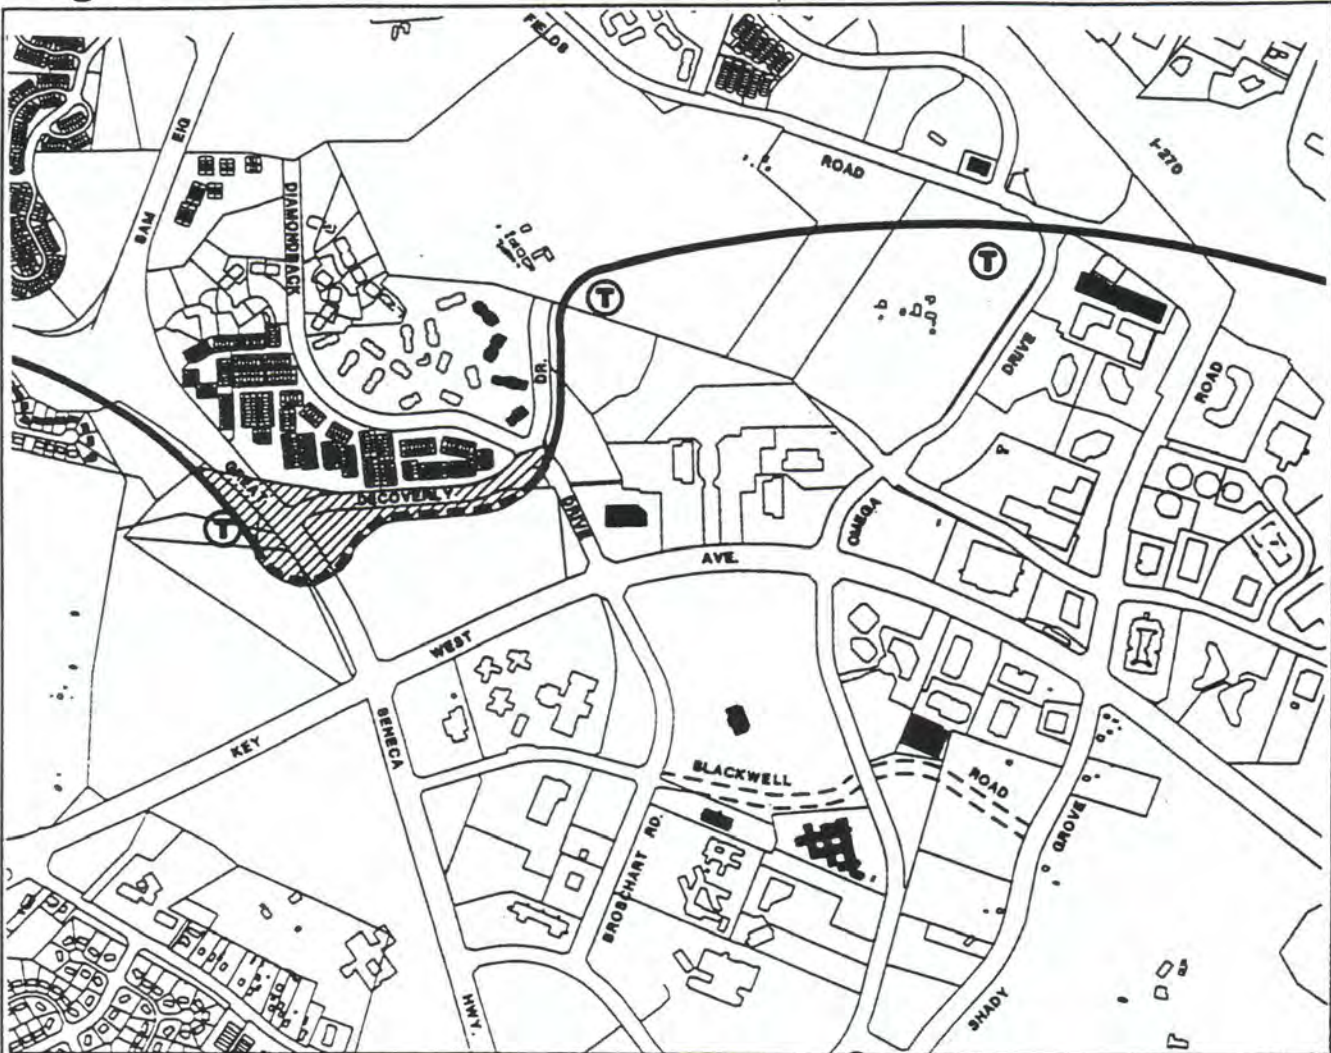 FIELDS
ROAD
I-270
SAM
EIG
DIAMONDBACK
T
T
DR.
DRIVE
ROAD
GREAT
DECOVERLY
T
DRIVE
OMEGA
AVE.
WEST
KEY
SENECA
HWY.
BLACKWELL
ROAD
BROSCHART RD.
GROVE
SHADY